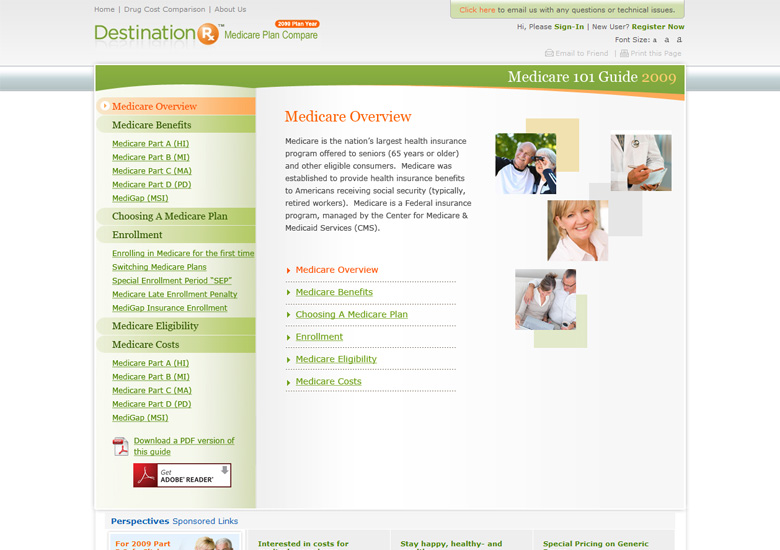 Home | Drug Cost Comparison | About Us
Click here to email us with any questions or technical issues.
Hi, Please Sign-In | New User? Register Now
Font Size: a a a
Email to Friend | Print this Page
2009 Plan Year
DestinationRx™ Medicare Plan Compare
Medicare 101 Guide 2009
Medicare Overview
Medicare Benefits
Medicare Part A (HI)
Medicare Part B (MI)
Medicare Part C (MA)
Medicare Part D (PD)
MediGap (MSI)
Choosing A Medicare Plan
Enrollment
Enrolling in Medicare for the first time
Switching Medicare Plans
Special Enrollment Period "SEP"
Medicare Late Enrollment Penalty
MediGap Insurance Enrollment
Medicare Eligibility
Medicare Costs
Medicare Part A (HI)
Medicare Part B (MI)
Medicare Part C (MA)
Medicare Part D (PD)
MediGap (MSI)
Download a PDF version of
this guide
Get
ADOBE® READER®
Medicare Overview
Medicare is the nation's largest health insurance
program offered to seniors (65 years or older)
and other eligible consumers. Medicare was
established to provide health insurance benefits
to Americans receiving social security (typically,
retired workers). Medicare is a Federal insurance
program, managed by the Center for Medicare &
Medicaid Services (CMS).
Medicare Overview
Medicare Benefits
Choosing A Medicare Plan
Enrollment
Medicare Eligibility
Medicare Costs
Perspectives Sponsored Links
For 2009 Part
Interested in costs for
Stay happy, healthy- and
Special Pricing on Generic